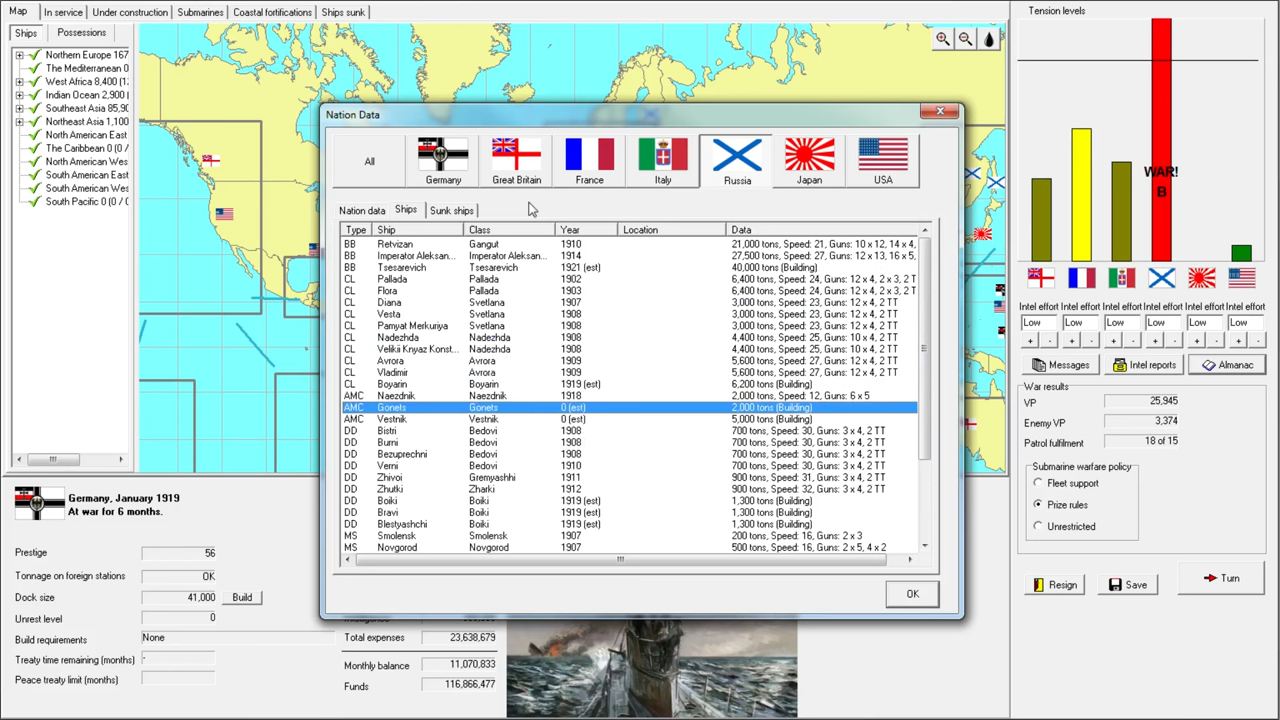 Map In service Under construction Submarines Coastal fortifications Ships sunk
Ships Possessions
Northern Europe 167
The Mediterranean 0
West Africa 8,400 (1
Indian Ocean 2,900
Southeast Asia 85,90
Northeast Asia 1,100
North American East
The Caribbean 0 (0 /
North American Wes
South American East
South American Wes
South Pacific 0 (0 / 0
Nation Data
All Germany Great Britain France Italy Russia Japan USA
Nation data Ships Sunk ships
Type Ship Class Year Location Data
BB Retvizan Gangut 1910 21,000 tons, Speed: 21, Guns: 10 x 12, 14 x 4,
BB Imperator Aleksan... Imperator Aleksan... 1914 27,500 tons, Speed: 26, Guns: 12 x 13, 16 x 5,
BB Tsesarevich Tsesarevich 1921 (est) 40,000 tons (Building)
CL Pallada Pallada 1902 6,400 tons, Speed: 24, Guns: 12 x 4, 2 x 3, 2 T
CL Flora Pallada 1903 6,400 tons, Speed: 24, Guns: 12 x 4, 2 x 3, 2 T
CL Diana Svetlana 1907 3,000 tons, Speed: 23, Guns: 12 x 4, 2 TT
CL Vesta Svetlana 1908 3,000 tons, Speed: 23, Guns: 12 x 4, 2 TT
CL Pamyat Merkuriya Svetlana 1908 3,000 tons, Speed: 23, Guns: 12 x 4, 2 TT
CL Nadezhda Nadezhda 1908 4,400 tons, Speed: 25, Guns: 10 x 4, 2 TT
CL Velikii Knyaz Konst... Nadezhda 1908 4,400 tons, Speed: 25, Guns: 10 x 4, 2 TT
CL Avrora Avrora 1909 5,600 tons, Speed: 27, Guns: 12 x 4, 2 TT
CL Vladimir Avrora 1909 5,600 tons, Speed: 27, Guns: 12 x 4, 2 TT
CL Boyarin Boyarin 1919 (est) 6,200 tons (Building)
AMC Naezdnik Naezdnik 1918 2,000 tons, Speed: 12, Guns: 6 x 5
AMC Gonets Gonets 0 (est) 2,000 tons (Building)
AMC Vestnik Vestnik 0 (est) 5,000 tons (Building)
DD Bistri Bedovi 1908 700 tons, Speed: 30, Guns: 3 x 4, 2 TT
DD Burni Bedovi 1908 700 tons, Speed: 30, Guns: 3 x 4, 2 TT
DD Bezuprechni Bedovi 1908 700 tons, Speed: 30, Guns: 3 x 4, 2 TT
DD Verni Bedovi 1910 700 tons, Speed: 30, Guns: 3 x 4, 2 TT
DD Zhivoi Gremyashhi 1911 900 tons, Speed: 31, Guns: 3 x 4, 2 TT
DD Zhutki Zharki 1912 900 tons, Speed: 32, Guns: 3 x 4, 2 TT
DD Boiki Boiki 1919 (est) 1,300 tons (Building)
DD Bravi Boiki 1919 (est) 1,300 tons (Building)
DD Blestyashchi Boiki 1919 (est) 1,300 tons (Building)
MS Smolensk Smolensk 1907 200 tons, Speed: 16, Guns: 2 x 3
MS Novgorod Novgorod 1907 500 tons, Speed: 16, Guns: 2 x 5, 4 x 2
OK
Tension levels
WAR!
B
Intel effort Intel effort Intel effort Intel effort Intel effort Intel effort
Low Low Low Low Low Low
+ - + - + - + - + - + -
Messages Intel reports Almanac
War results
VP 25,945
Enemy VP 3,374
Patrol fulfilment 18 of 15
Submarine warfare policy
Fleet support
Prize rules
Unrestricted
Resign Save Turn
Germany, January 1919
At war for 6 months.
Prestige 56
Tonnage on foreign stations OK
Dock size 41,000 Build
Unrest level 0
Build requirements None
Treaty time remaining (months) -
Peace treaty limit (months)
Total expenses 23,638,679
Monthly balance 11,070,833
Funds 116,866,477